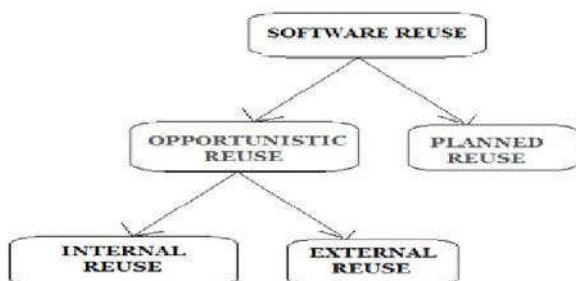 SOFTWARE REUSE
OPPORTUNISTIC
REUSE
PLANNED
REUSE
INTERNAL
REUSE
EXTERNAL
REUSE